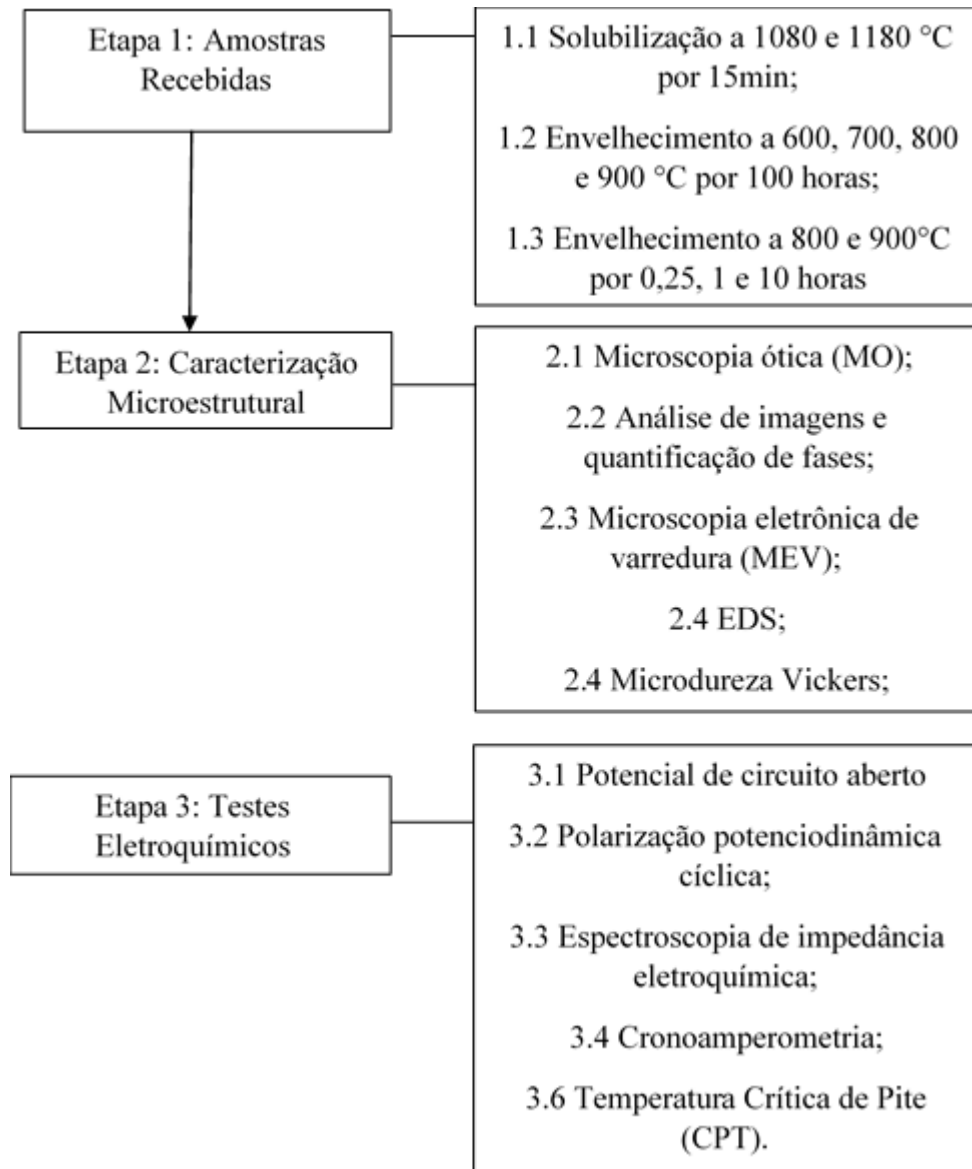 Etapa 1: Amostras
Recebidas
1.1 Solubilização a 1080 e 1180 °C
por 15min;
1.2 Envelhecimento a 600, 700, 800
e 900 °C por 100 horas;
1.3 Envelhecimento a 800 e 900°C
por 0,25, 1 e 10 horas
Etapa 2: Caracterização
Microestrutural
2.1 Microscopia ótica (MO);
2.2 Análise de imagens e
quantificação de fases;
2.3 Microscopia eletrônica de
varredura (MEV);
2.4 EDS;
2.4 Microdureza Vickers;
Etapa 3: Testes
Eletroquímicos
3.1 Potencial de circuito aberto
3.2 Polarização potenciodinâmica
cíclica;
3.3 Espectroscopia de impedância
eletroquímica;
3.4 Cronoamperometria;
3.6 Temperatura Crítica de Pite
(CPT).